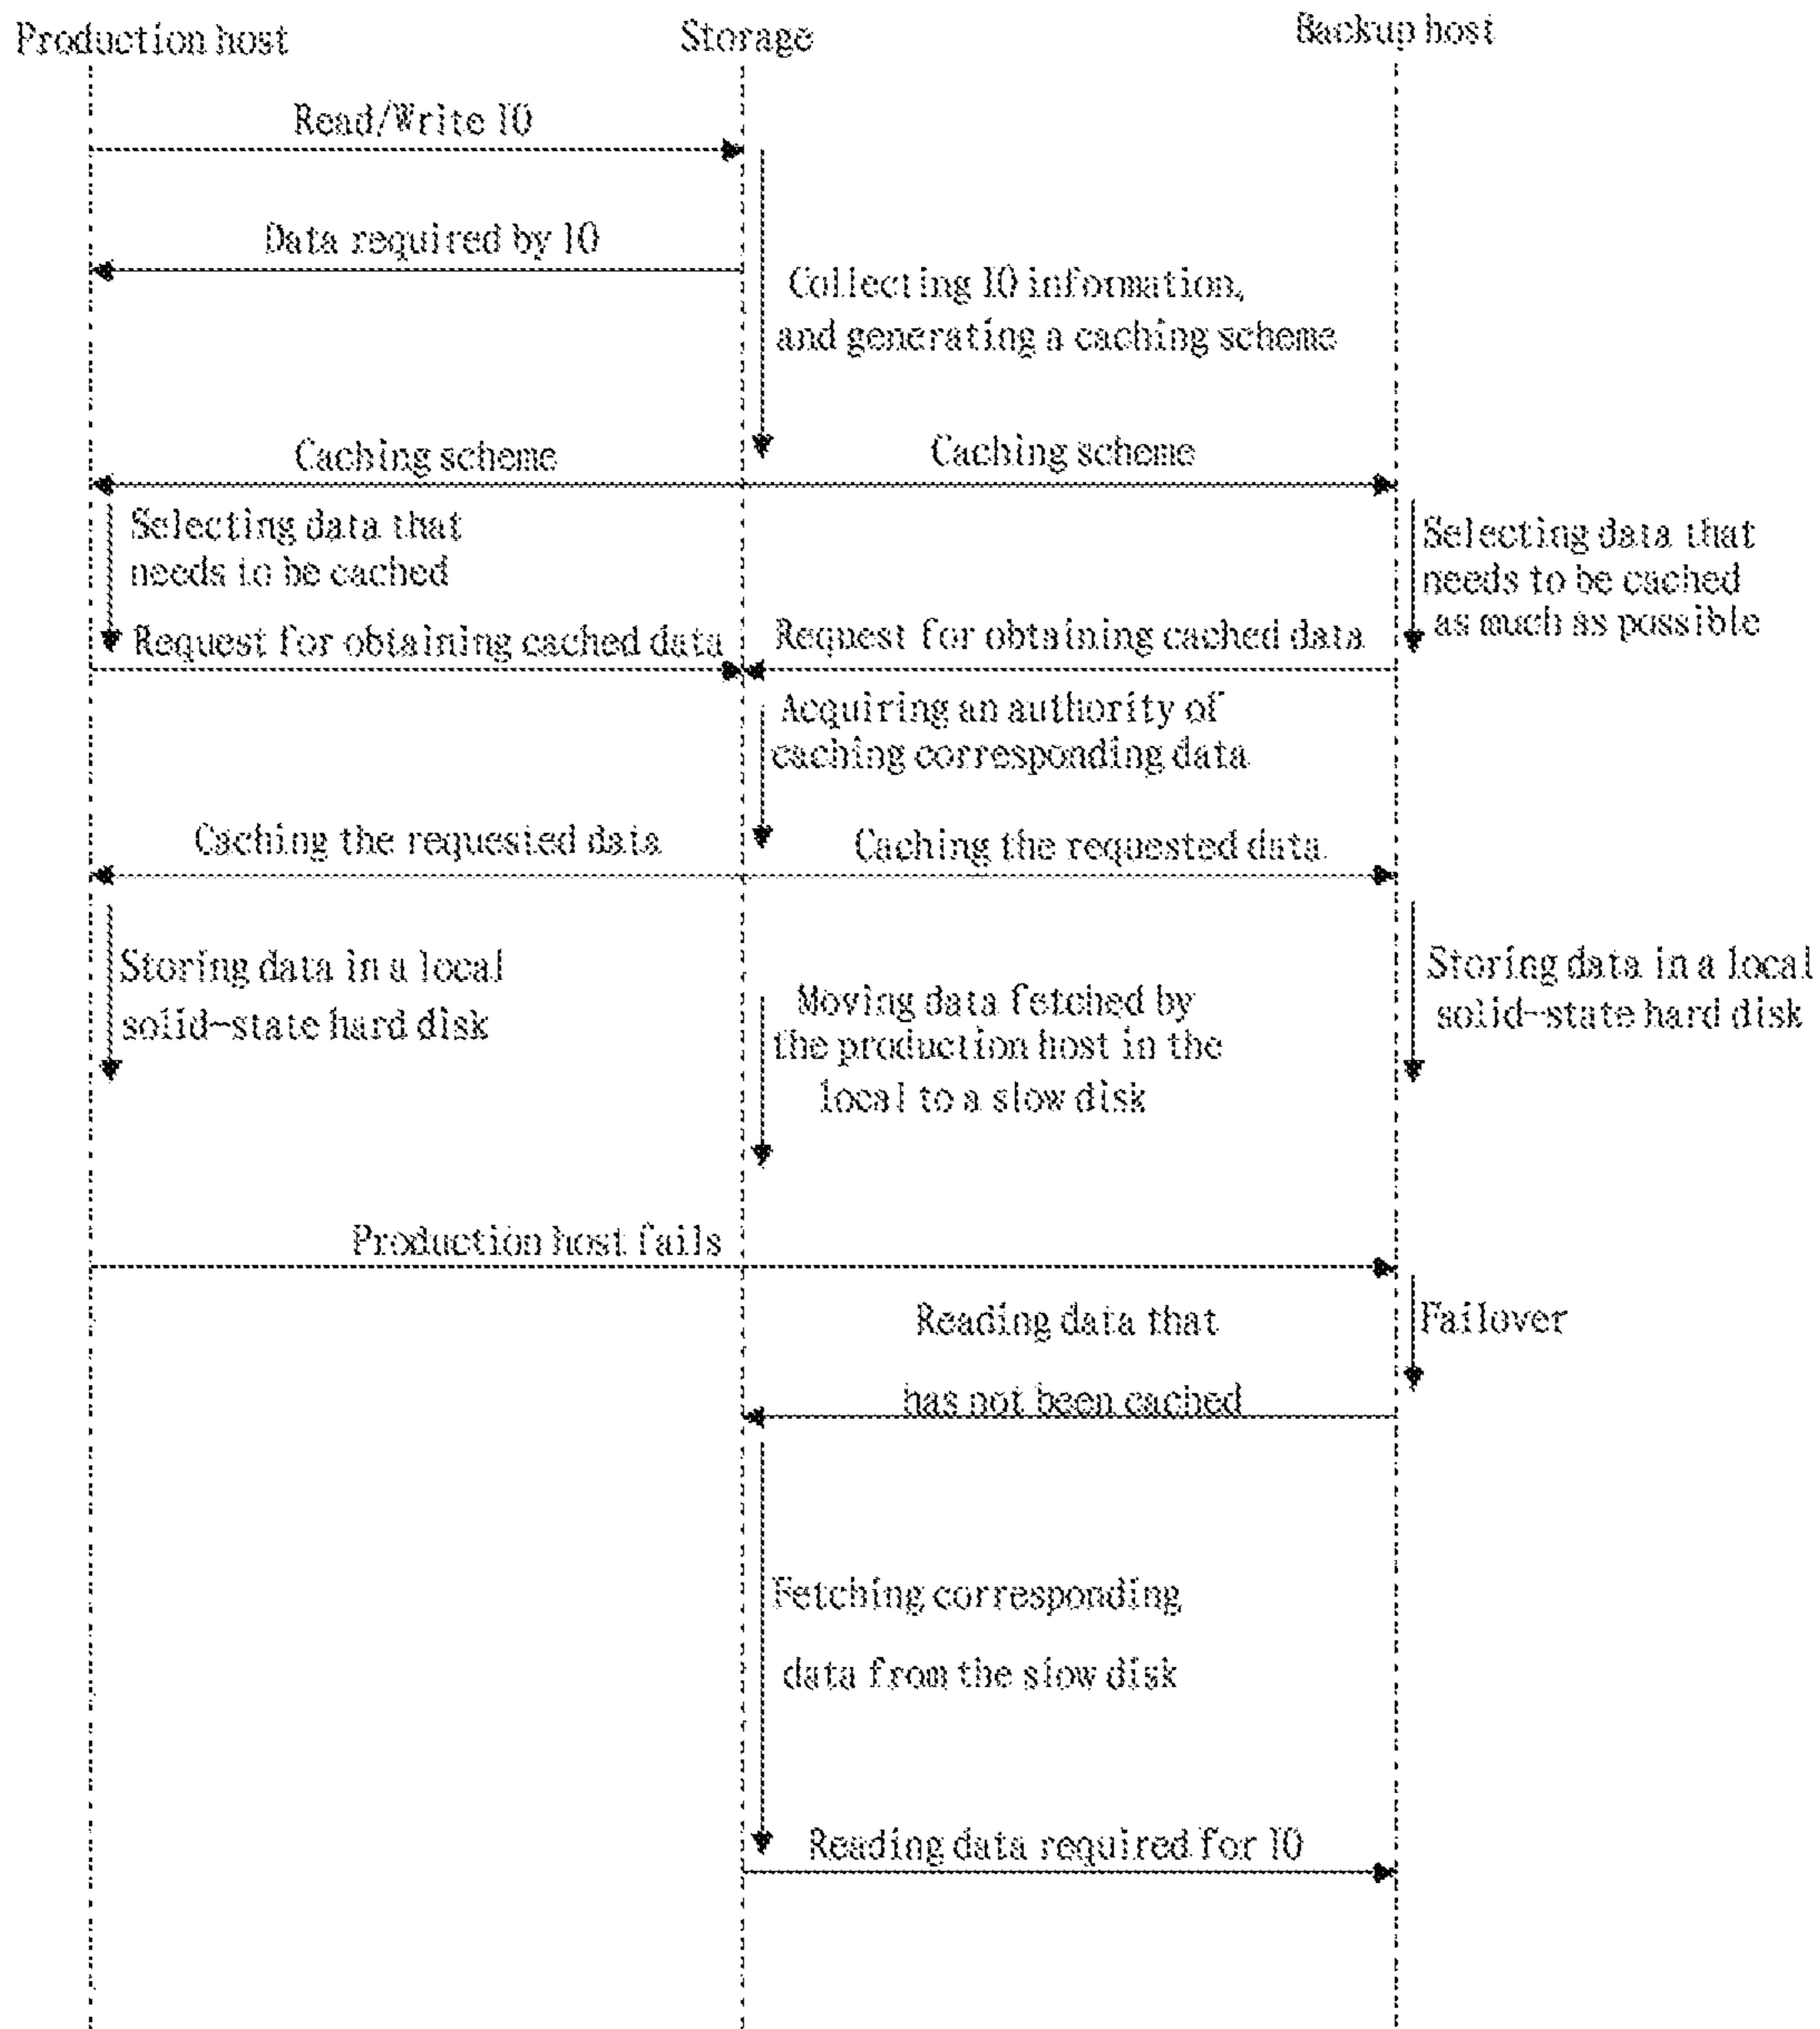 Production host
Storage
Backup host
Read/Write IO
Data required by IO
Collecting IO information,
and generating a caching scheme
Caching scheme
Caching scheme
Selecting data that
needs to be cached
Selecting data that
needs to be cached
as much as possible
Request for obtaining cached data
Request for obtaining cached data
Acquiring an authority of
caching corresponding data
Caching the requested data
Caching the requested data
Storing data in a local
solid-state hard disk
Moving data fetched by
the production host in the
local to a slow disk
Storing data in a local
solid-state hard disk
Production host fails
Failover
Reading data that
has not been cached
Fetching corresponding
data from the slow disk
Reading data required for IO